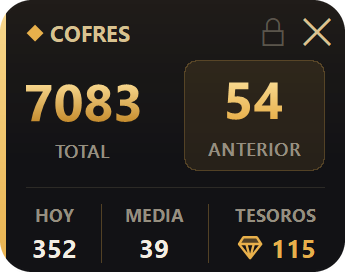 COFRES
7083
TOTAL
54
ANTERIOR
HOY
352
MEDIA
39
TESOROS
115